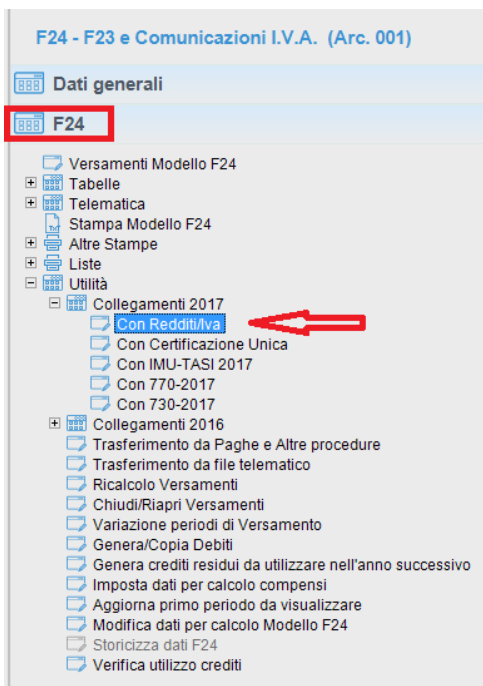 F24 - F23 e Comunicazioni I.V.A. (Arc. 001)
Dati generali
F24
Versamenti Modello F24
Tabelle
Telematica
Stampa Modello F24
Altre Stampe
Liste
Utilità
Collegamenti 2017
Con Redditi/Iva
Con Certificazione Unica
Con IMU-TASI 2017
Con 770-2017
Con 730-2017
Collegamenti 2016
Trasferimento da Paghe e Altre procedure
Trasferimento da file telematico
Ricalcolo Versamenti
Chiudi/Riapri Versamenti
Variazione periodi di Versamento
Genera/Copia Debiti
Genera crediti residui da utilizzare nell'anno successivo
Imposta dati per calcolo compensi
Aggiorna primo periodo da visualizzare
Modifica dati per calcolo Modello F24
Storicizza dati F24
Verifica utilizzo crediti